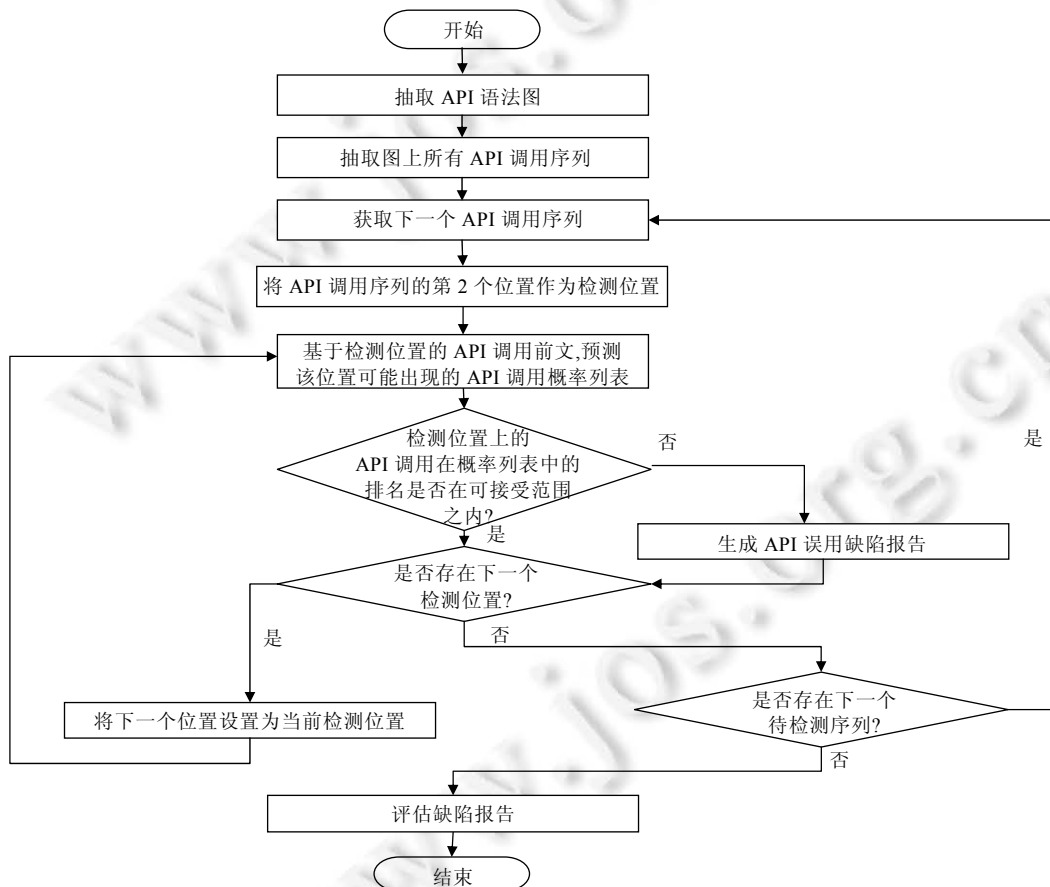 开始
抽取 API 语法图
抽取图上所有 API 调用序列
获取下一个 API 调用序列
将 API 调用序列的第 2 个位置作为检测位置
基于检测位置的 API 调用前文,预测
该位置可能出现的 API 调用概率列表
检测位置上的
API 调用在概率列表中的
排名是否在可接受范围
之内?
否
是
是
生成 API 误用缺陷报告
是否存在下一个
检测位置?
是
否
将下一个位置设置为当前检测位置
是否存在下一个
待检测序列?
否
评估缺陷报告
结束
www.jos.org.cn
www.jos.org.cn